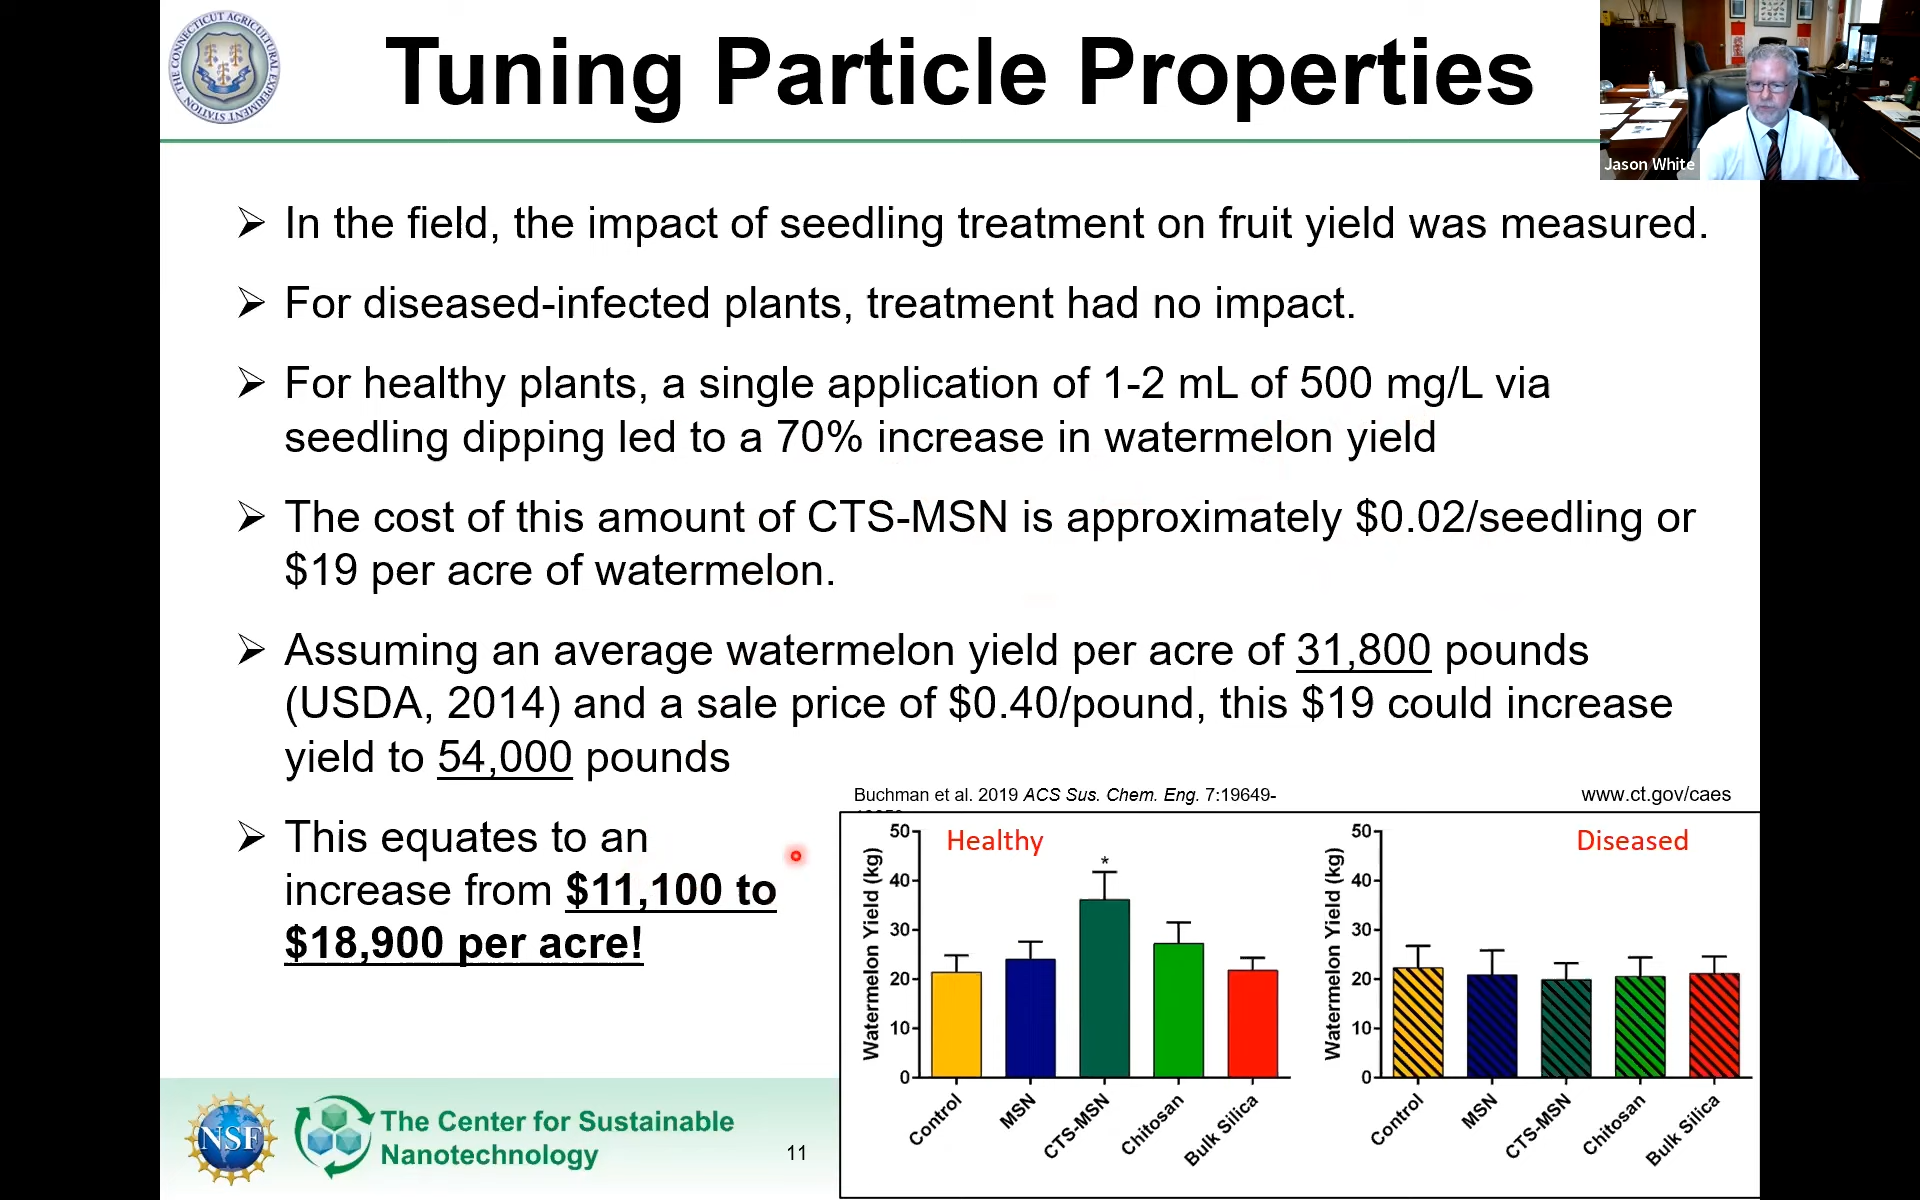 THE CONNECTICUT AGRICULTURAL EXPERIMENT STATION
Tuning Particle Properties
Jason White
➢ In the field, the impact of seedling treatment on fruit yield was measured.
➢ For diseased-infected plants, treatment had no impact.
➢ For healthy plants, a single application of 1-2 mL of 500 mg/L via
seedling dipping led to a 70% increase in watermelon yield
➢ The cost of this amount of CTS-MSN is approximately $0.02/seedling or
$19 per acre of watermelon.
➢ Assuming an average watermelon yield per acre of 31,800 pounds
(USDA, 2014) and a sale price of $0.40/pound, this $19 could increase
yield to 54,000 pounds
➢ This equates to an
increase from $11,100 to
$18,900 per acre!
Buchman et al. 2019 ACS Sus. Chem. Eng. 7:19649-
www.ct.gov/caes
Healthy
Watermelon Yield (kg)
50
40
30
20
10
0
*
Control
MSN
CTS-MSN
Chitosan
Bulk Silica
Diseased
Watermelon Yield (kg)
50
40
30
20
10
0
Control
MSN
CTS-MSN
Chitosan
Bulk Silica
NSF
The Center for Sustainable
Nanotechnology
11